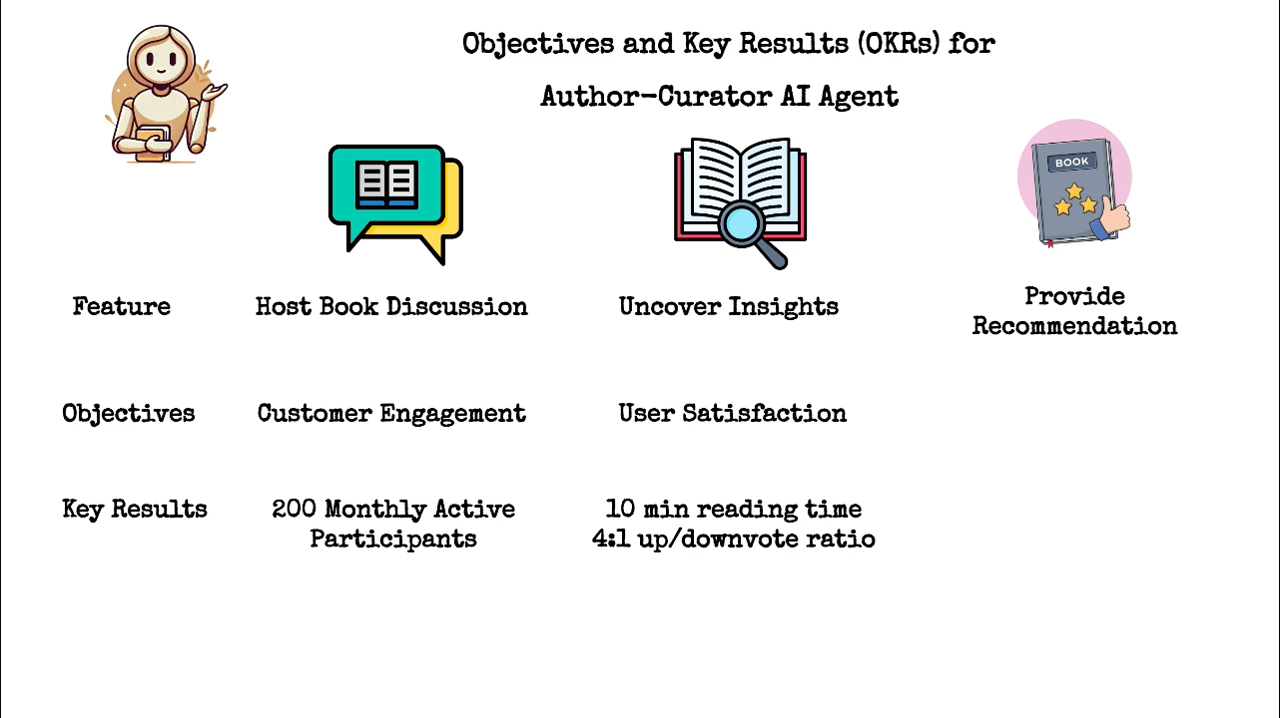 Objectives and Key Results (OKRs) for
Author-Curator AI Agent
BOOK
Feature
Host Book Discussion
Uncover Insights
Provide
Recommendation
Objectives
Customer Engagement
User Satisfaction
Key Results
200 Monthly Active
Participants
10 min reading time
4:1 up/downvote ratio